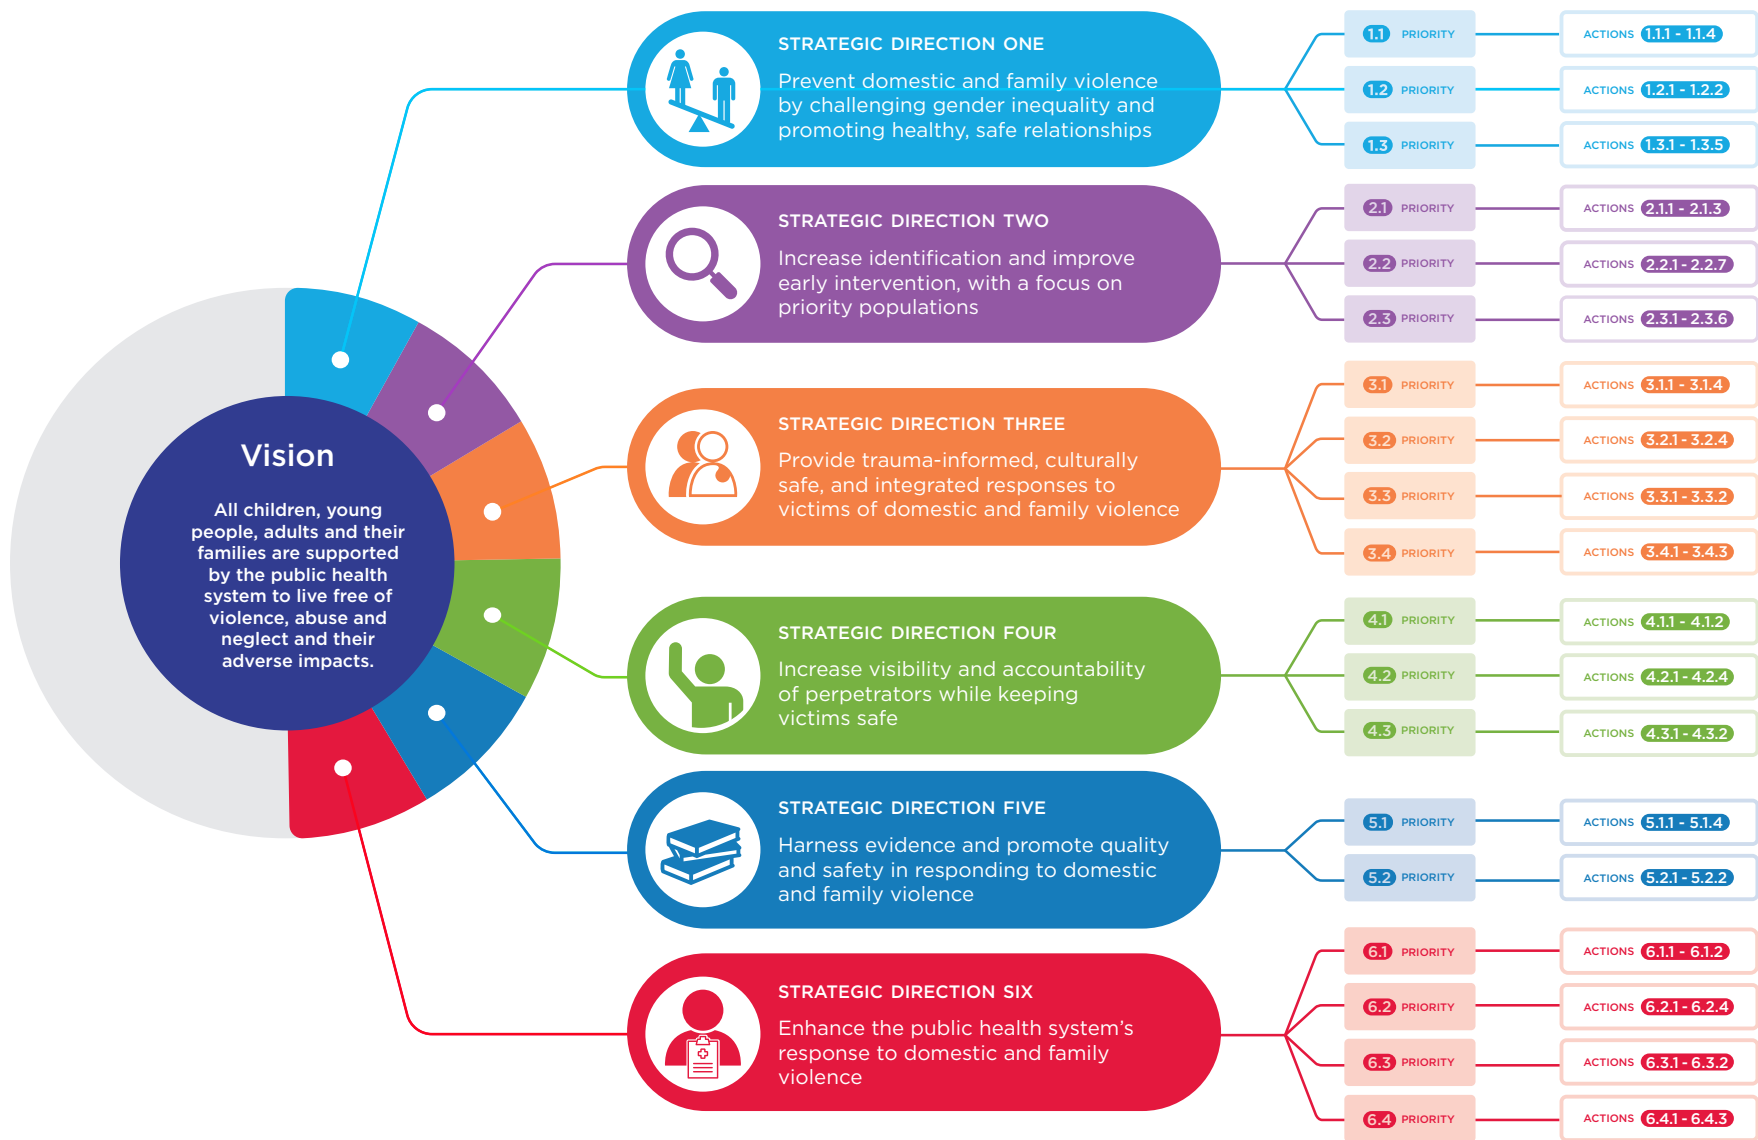 Vision
All children, young
people, adults and their
families are supported
by the public health
system to live free of
violence, abuse and
neglect and their
adverse impacts.
STRATEGIC DIRECTION ONE
Prevent domestic and family violence
by challenging gender inequality and
promoting healthy, safe relationships
1.1 PRIORITY ACTIONS 1.1.1 - 1.1.4
1.2 PRIORITY ACTIONS 1.2.1 - 1.2.2
1.3 PRIORITY ACTIONS 1.3.1 - 1.3.5
STRATEGIC DIRECTION TWO
Increase identification and improve
early intervention, with a focus on
priority populations
2.1 PRIORITY ACTIONS 2.1.1 - 2.1.3
2.2 PRIORITY ACTIONS 2.2.1 - 2.2.7
2.3 PRIORITY ACTIONS 2.3.1 - 2.3.6
STRATEGIC DIRECTION THREE
Provide trauma-informed, culturally
safe, and integrated responses to
victims of domestic and family violence
3.1 PRIORITY ACTIONS 3.1.1 - 3.1.4
3.2 PRIORITY ACTIONS 3.2.1 - 3.2.4
3.3 PRIORITY ACTIONS 3.3.1 - 3.3.2
3.4 PRIORITY ACTIONS 3.4.1 - 3.4.3
STRATEGIC DIRECTION FOUR
Increase visibility and accountability
of perpetrators while keeping
victims safe
4.1 PRIORITY ACTIONS 4.1.1 - 4.1.2
4.2 PRIORITY ACTIONS 4.2.1 - 4.2.4
4.3 PRIORITY ACTIONS 4.3.1 - 4.3.2
STRATEGIC DIRECTION FIVE
Harness evidence and promote quality
and safety in responding to domestic
and family violence
5.1 PRIORITY ACTIONS 5.1.1 - 5.1.4
5.2 PRIORITY ACTIONS 5.2.1 - 5.2.2
STRATEGIC DIRECTION SIX
Enhance the public health system’s
response to domestic and family
violence
6.1 PRIORITY ACTIONS 6.1.1 - 6.1.2
6.2 PRIORITY ACTIONS 6.2.1 - 6.2.4
6.3 PRIORITY ACTIONS 6.3.1 - 6.3.2
6.4 PRIORITY ACTIONS 6.4.1 - 6.4.3